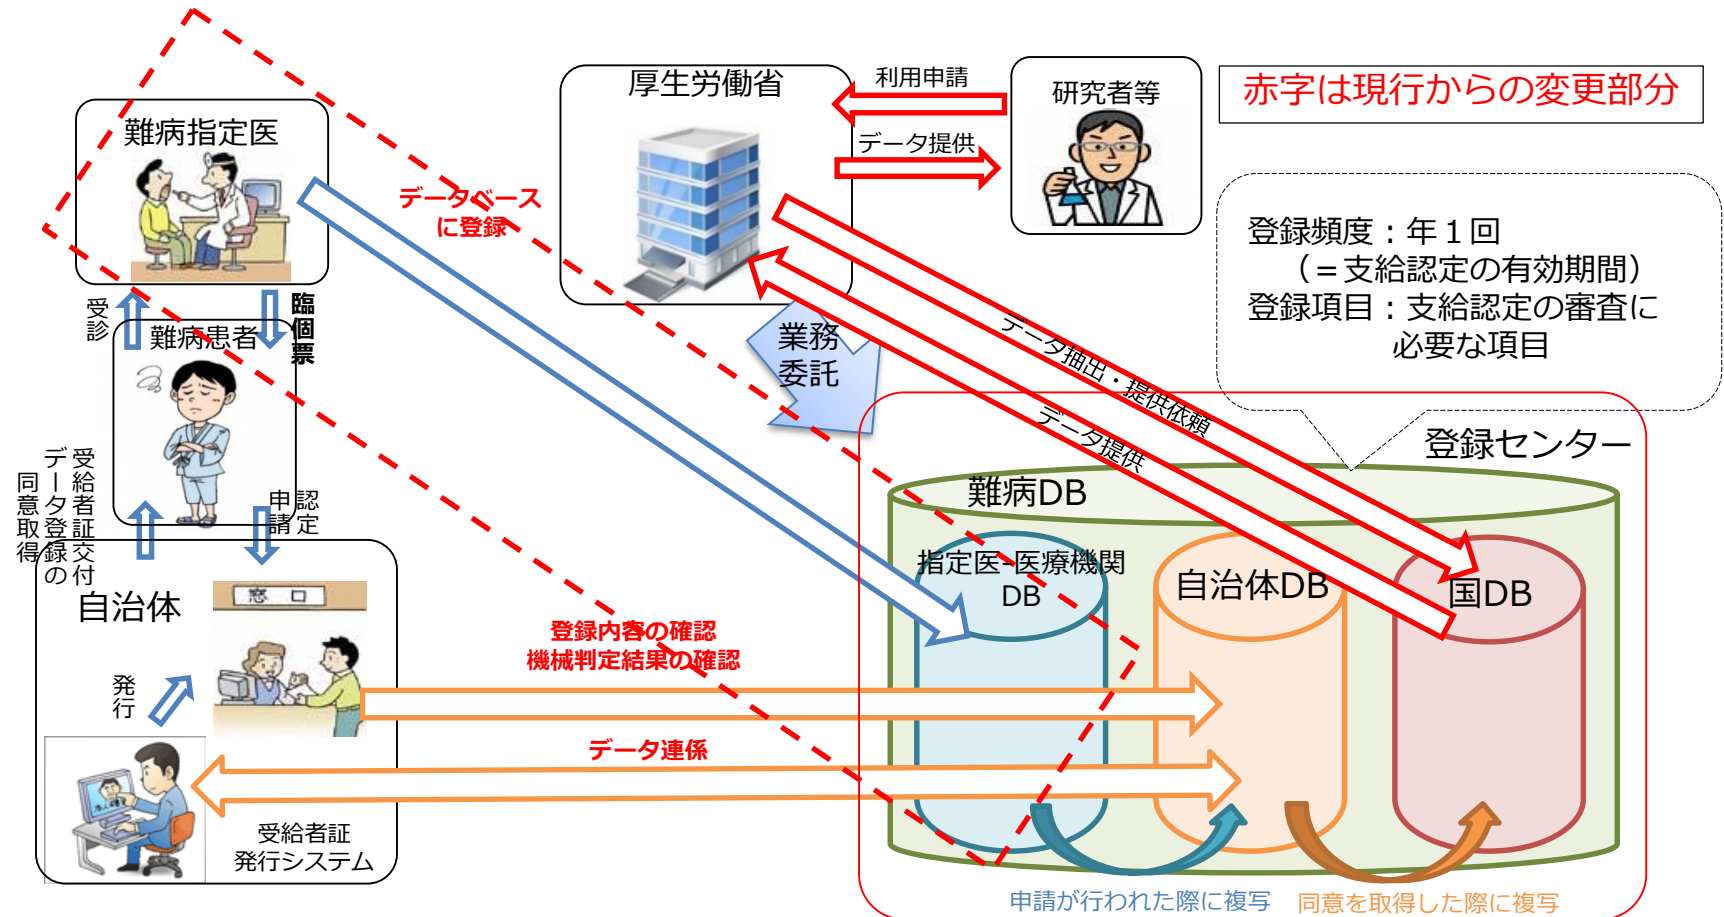 難病指定医
厚生労働省
利用申請
データ提供
研究者等
赤字は現行からの変更部分
登録頻度：年１回
（＝支給認定の有効期間）
登録項目：支給認定の審査に
必要な項目
データベース
に登録
受診
臨個票
難病患者
業務
委託
データ抽出・提供依頼
データ提供
登録センター
受給者証交付
データ登録の
同意取得
認定
申請
難病DB
指定医-医療機関
DB
自治体DB
国DB
自治体
窓口
登録内容の確認
機械判定結果の確認
発行
データ連係
受給者証
発行システム
申請が行われた際に複写
同意を取得した際に複写